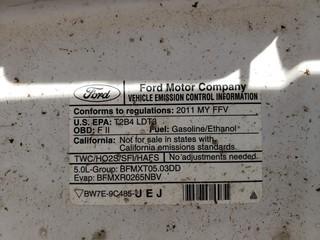 Ford
Ford Motor Company
VEHICLE EMISSION CONTROL INFORMATION
Conforms to regulations: 2011 MY FFV
U.S. EPA: T2B4 LDT3
OBD: F II Fuel: Gasoline/Ethanol
California: Not for sale in states with
California emissions standards.
TWC/HO2S/SFI/HAFS No adjustments needed.
5.0L-Group: BFMXT05.03DD
Evap: BFMXR0265NBV
BW7E-9C485-UEJ